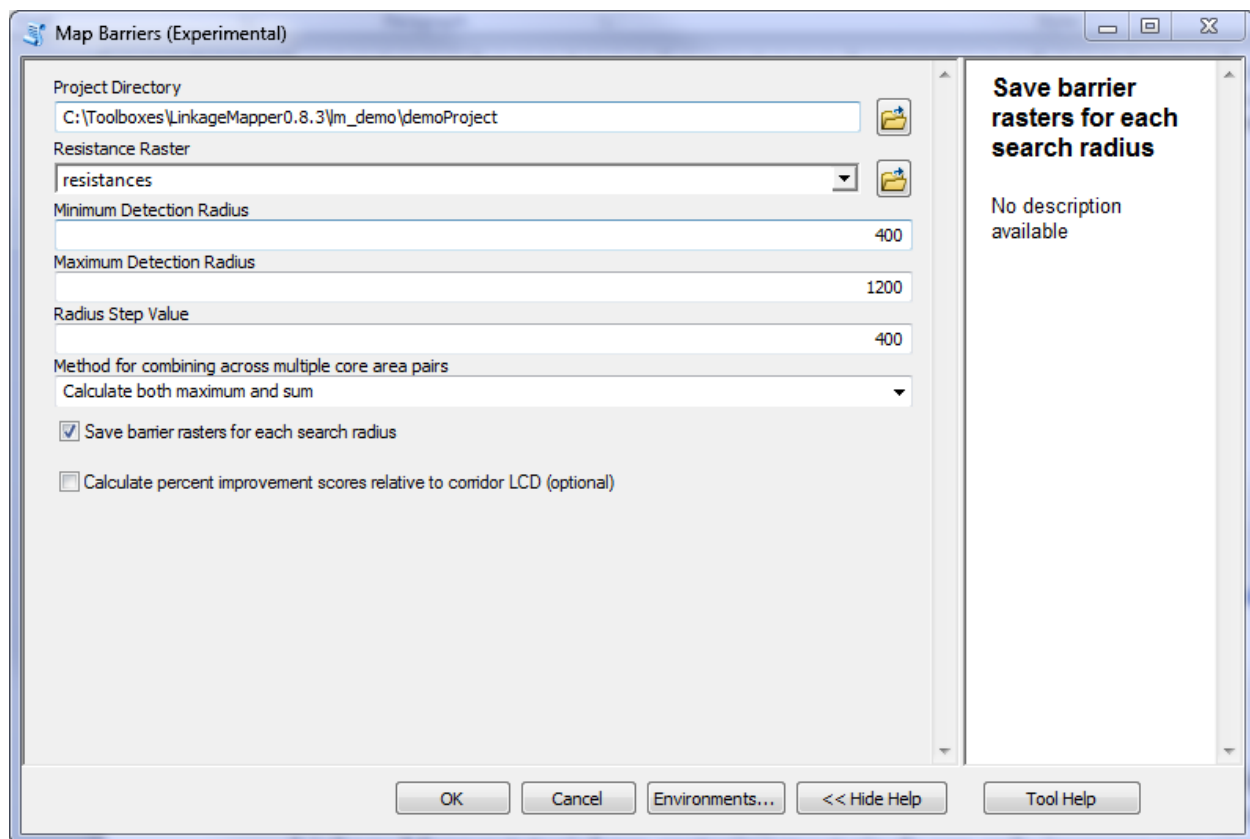 Map Barriers (Experimental)
Project Directory
C:\Toolboxes\LinkageMapper0.8.3\lm_demo\demoProject
Resistance Raster
resistances
Minimum Detection Radius
400
Maximum Detection Radius
1200
Radius Step Value
400
Method for combining across multiple core area pairs
Calculate both maximum and sum
Save barrier rasters for each search radius
Calculate percent improvement scores relative to corridor LCD (optional)
Save barrier
rasters for each
search radius
No description
available
OK
Cancel
Environments...
<< Hide Help
Tool Help